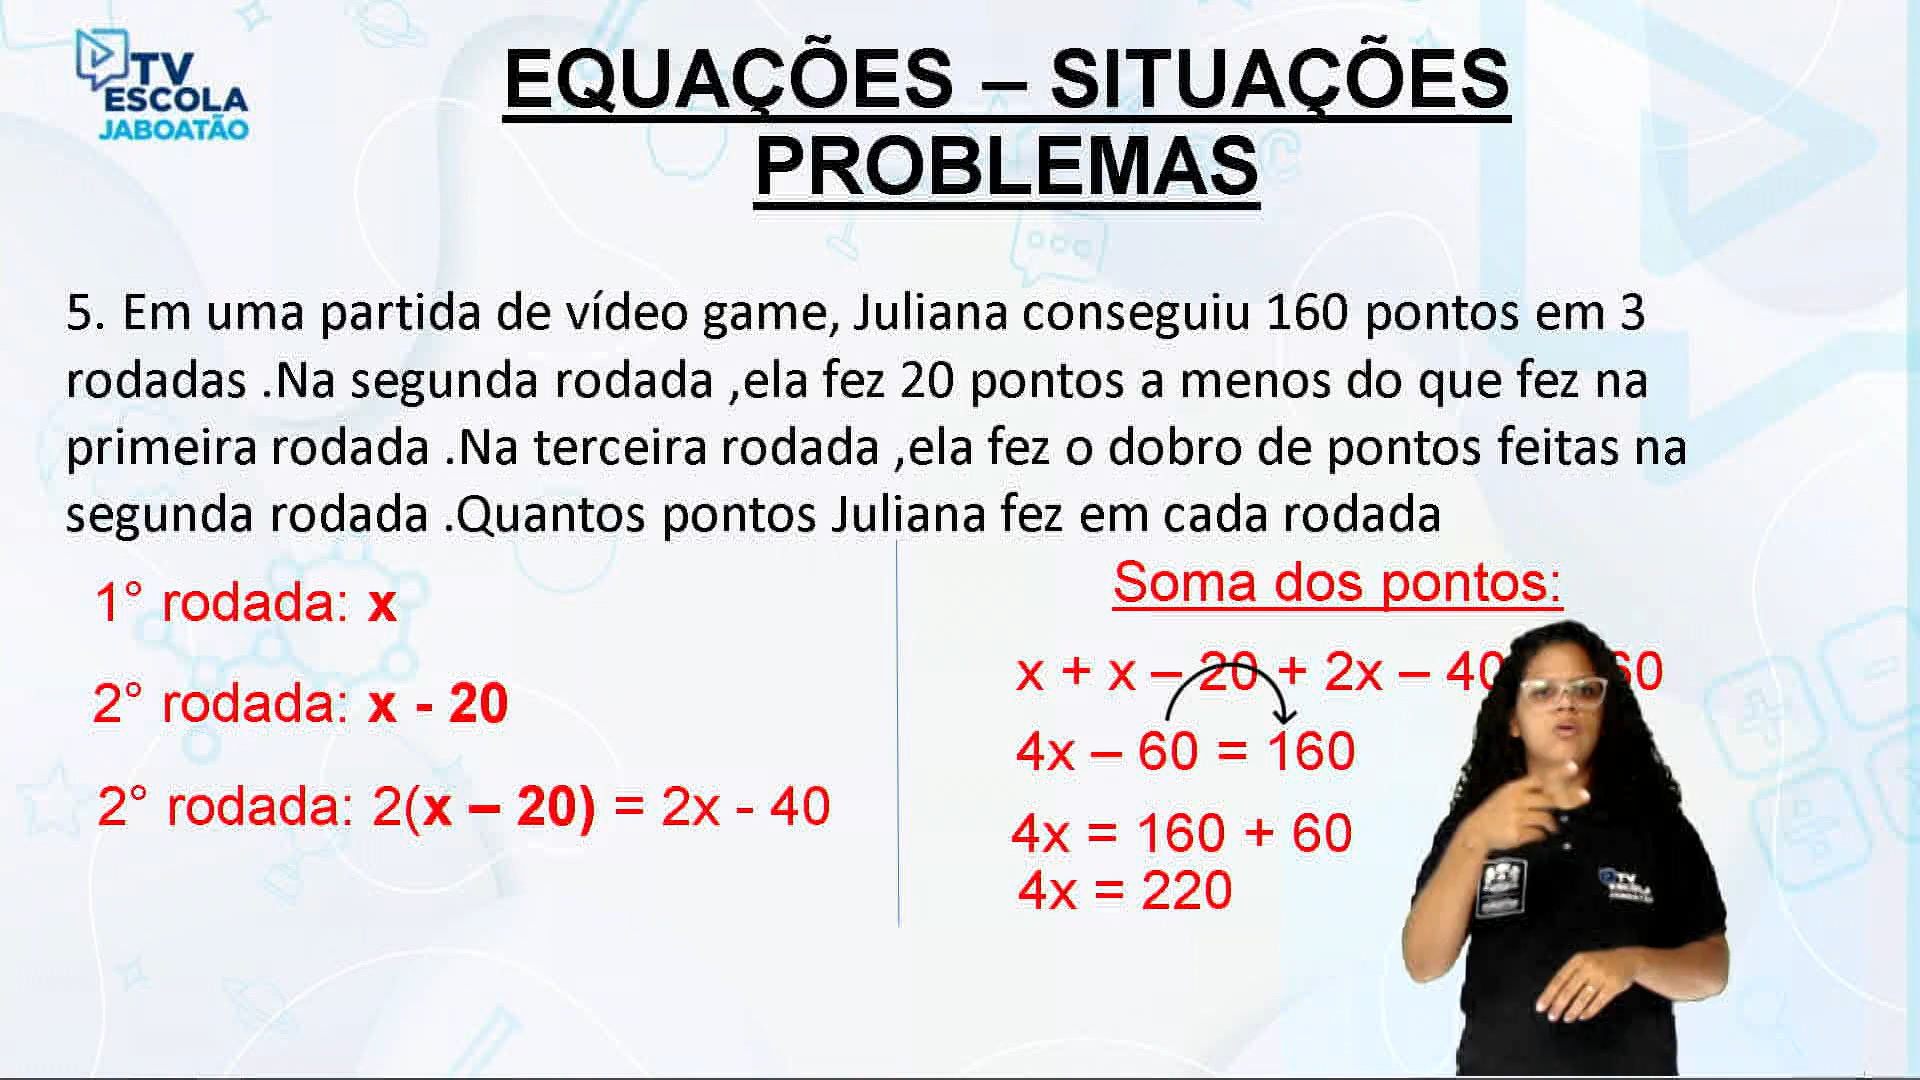 TV
ESCOLA
JABOATÃO
EQUAÇÕES – SITUAÇÕES
PROBLEMAS
5. Em uma partida de vídeo game, Juliana conseguiu 160 pontos em 3
rodadas .Na segunda rodada ,ela fez 20 pontos a menos do que fez na
primeira rodada .Na terceira rodada ,ela fez o dobro de pontos feitas na
segunda rodada .Quantos pontos Juliana fez em cada rodada
1° rodada: x
2° rodada: x - 20
2° rodada: 2(x – 20) = 2x - 40
Soma dos pontos:
x + x – 20 + 2x – 40 60
4x – 60 = 160
4x = 160 + 60
4x = 220
TV
ESCOLA
JABOATÃO